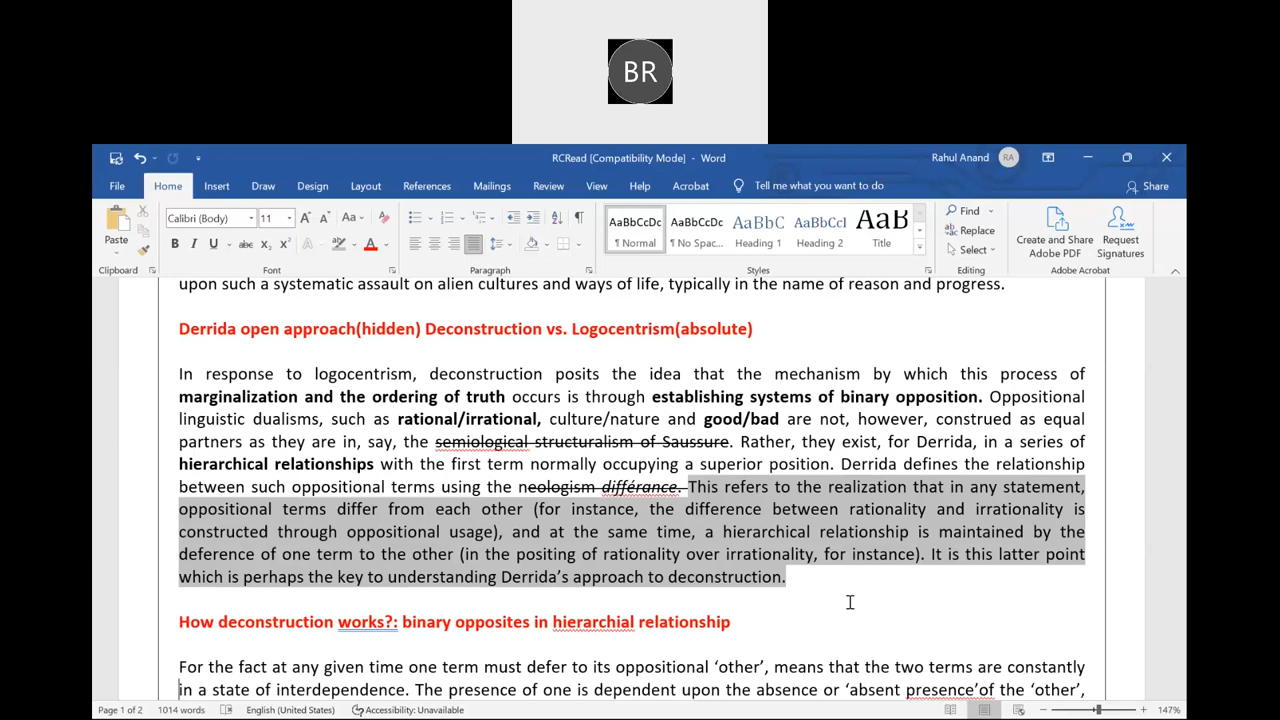 BR
RCRead [Compatibility Mode] - Word
Rahul Anand RA
File Home Insert Draw Design Layout References Mailings Review View Help Acrobat Tell me what you want to do Share
Paste
Calibri (Body) 11 A A Aa
B I U abc X2 X2 A A
AaBbCcDc AaBbCcDc AaBbC AaBbCcI AaB
¶ Normal ¶ No Spac... Heading 1 Heading 2 Title
Find
Replace
Select
Create and Share Adobe PDF
Request Signatures
Clipboard Font Paragraph Styles Editing Adobe Acrobat
upon such a systematic assault on alien cultures and ways of life, typically in the name of reason and progress.
Derrida open approach(hidden) Deconstruction vs. Logocentrism(absolute)
In response to logocentrism, deconstruction posits the idea that the mechanism by which this process of
marginalization and the ordering of truth occurs is through establishing systems of binary opposition. Oppositional
linguistic dualisms, such as rational/irrational, culture/nature and good/bad are not, however, construed as equal
partners as they are in, say, the semiological structuralism of Saussure. Rather, they exist, for Derrida, in a series of
hierarchical relationships with the first term normally occupying a superior position. Derrida defines the relationship
between such oppositional terms using the neologism différance. This refers to the realization that in any statement,
oppositional terms differ from each other (for instance, the difference between rationality and irrationality is
constructed through oppositional usage), and at the same time, a hierarchical relationship is maintained by the
deference of one term to the other (in the positing of rationality over irrationality, for instance). It is this latter point
which is perhaps the key to understanding Derrida’s approach to deconstruction.
How deconstruction works?: binary opposites in hierarchial relationship
For the fact at any given time one term must defer to its oppositional ‘other’, means that the two terms are constantly
in a state of interdependence. The presence of one is dependent upon the absence or ‘absent presence’of the ‘other’,
Page 1 of 2 1014 words English (United States) Accessibility: Unavailable 147%